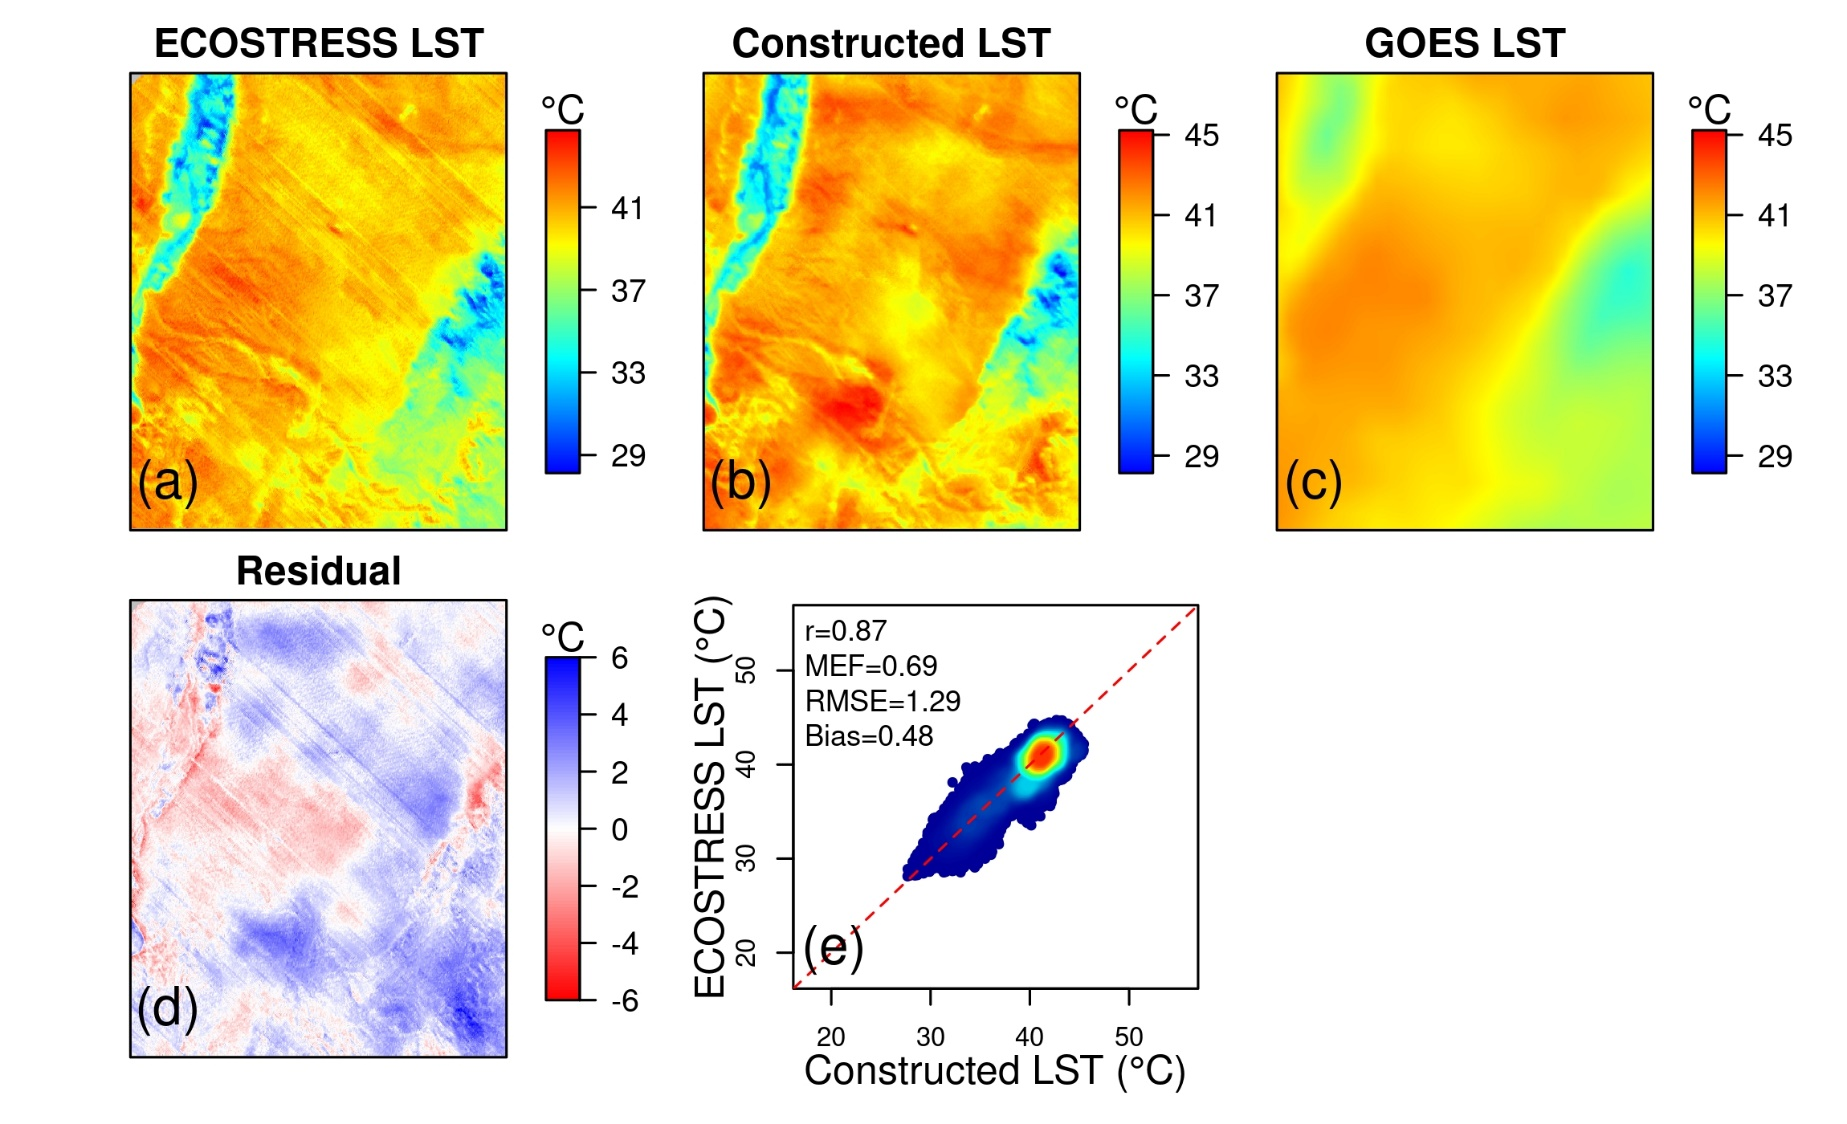 ECOSTRESS LST
Constructed LST
GOES LST
°C
41
37
33
29
(a)
°C
45
41
37
33
29
(b)
°C
45
41
37
33
29
(c)
Residual
°C
6
4
2
0
-2
-4
-6
(d)
r=0.87
MEF=0.69
RMSE=1.29
Bias=0.48
(e)
ECOSTRESS LST (°C)
50
40
30
20
20 30 40 50
Constructed LST (°C)